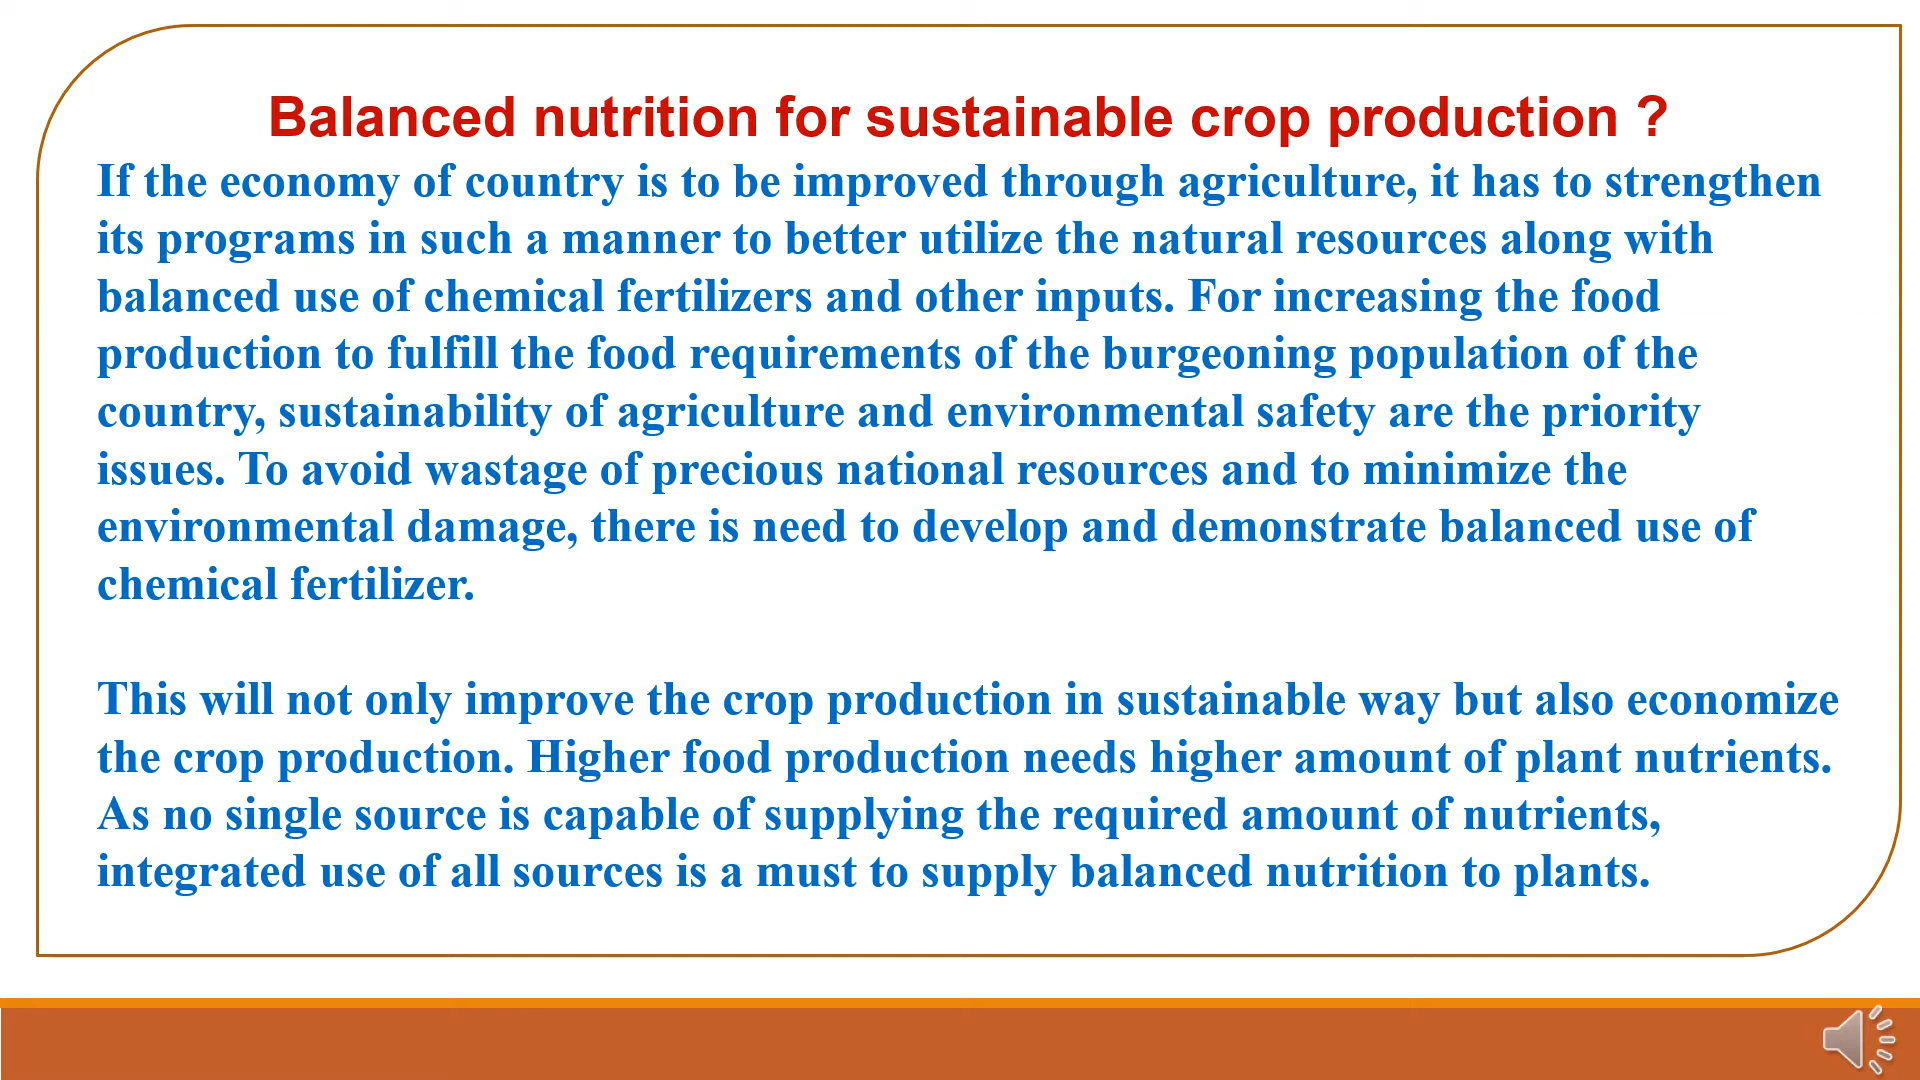 Balanced nutrition for sustainable crop production ?
If the economy of country is to be improved through agriculture, it has to strengthen
its programs in such a manner to better utilize the natural resources along with
balanced use of chemical fertilizers and other inputs. For increasing the food
production to fulfill the food requirements of the burgeoning population of the
country, sustainability of agriculture and environmental safety are the priority
issues. To avoid wastage of precious national resources and to minimize the
environmental damage, there is need to develop and demonstrate balanced use of
chemical fertilizer.
This will not only improve the crop production in sustainable way but also economize
the crop production. Higher food production needs higher amount of plant nutrients.
As no single source is capable of supplying the required amount of nutrients,
integrated use of all sources is a must to supply balanced nutrition to plants.